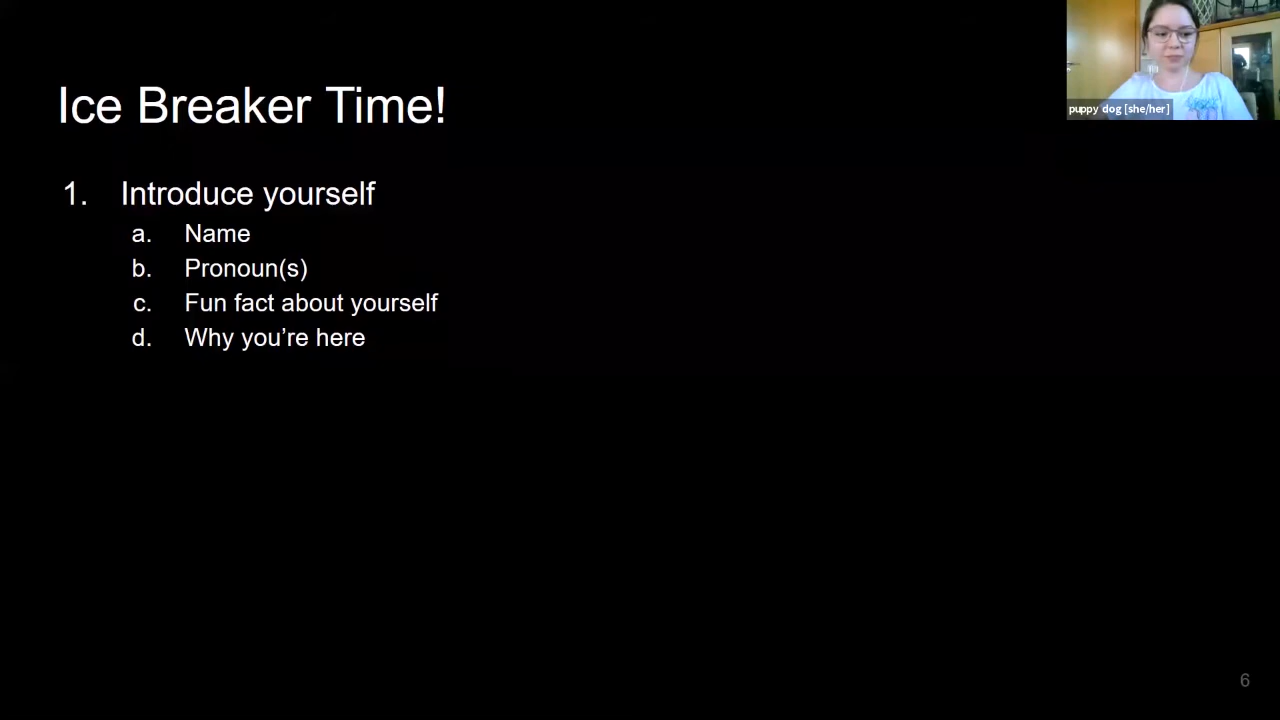 Ice Breaker Time!
puppy dog [she/her]
1. Introduce yourself
a. Name
b. Pronoun(s)
c. Fun fact about yourself
d. Why you’re here
6